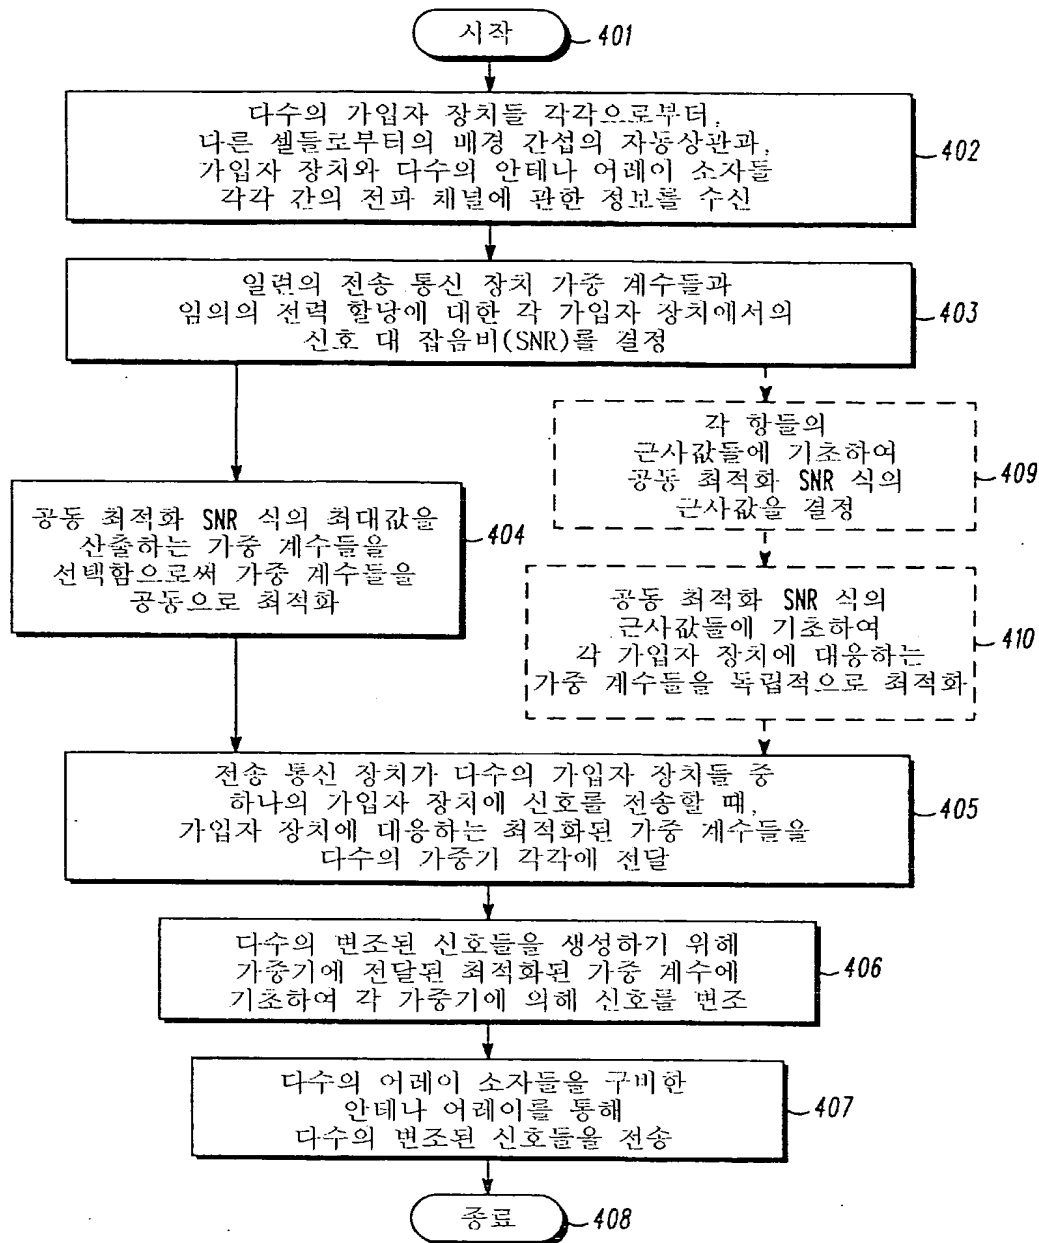 시작
401
다수의 가입자 장치들 각각으로부터,
다른 셀들로부터의 배경 간섭의 자동상관과,
가입자 장치와 다수의 안테나 어레이 소자들
각각 간의 전파 채널에 관한 정보를 수신
402
일련의 전송 통신 장치 가중 계수들과
임의의 전력 할당에 대한 각 가입자 장치에서의
신호 대 잡음비(SNR)를 결정
403
각 항들의
근사값들에 기초하여
공동 최적화 SNR 식의
근사값을 결정
409
공동 최적화 SNR 식의 최대값을
산출하는 가중 계수들을
선택함으로써 가중 계수들을
공동으로 최적화
404
공동 최적화 SNR 식의
근사값들에 기초하여
각 가입자 장치에 대응하는
가중 계수들을 독립적으로 최적화
410
전송 통신 장치가 다수의 가입자 장치들 중
하나의 가입자 장치에 신호를 전송할 때,
가입자 장치에 대응하는 최적화된 가중 계수들을
다수의 가중기 각각에 전달
405
다수의 변조된 신호들을 생성하기 위해
가중기에 전달된 최적화된 가중 계수에
기초하여 각 가중기에 의해 신호를 변조
406
다수의 어레이 소자들을 구비한
안테나 어레이를 통해
다수의 변조된 신호들을 전송
407
종료
408